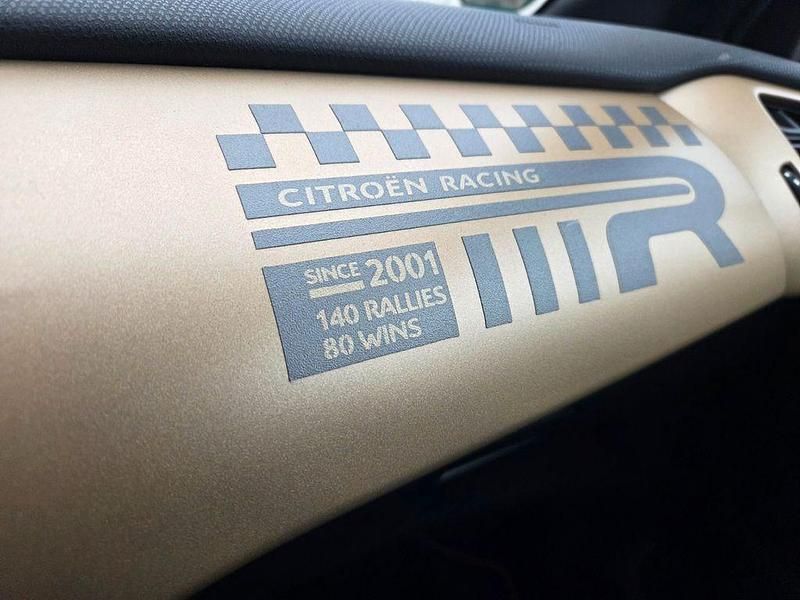 CITROËN RACING
R
SINCE 2001
140 RALLIES
80 WINS